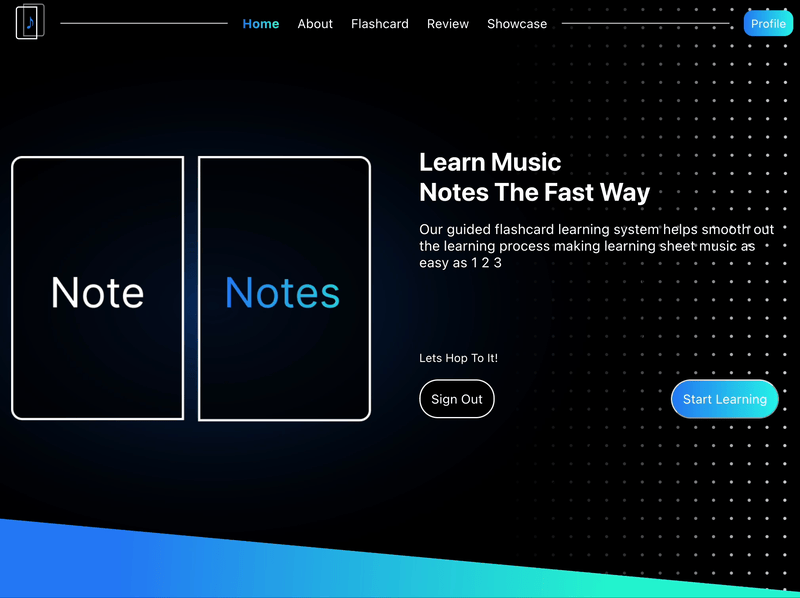 Home About Flashcard Review Showcase Profile
Note Notes
Learn Music
Notes The Fast Way
Our guided flashcard learning system helps smooth out
the learning process making learning sheet music as
easy as 1 2 3
Lets Hop To It!
Sign Out Start Learning